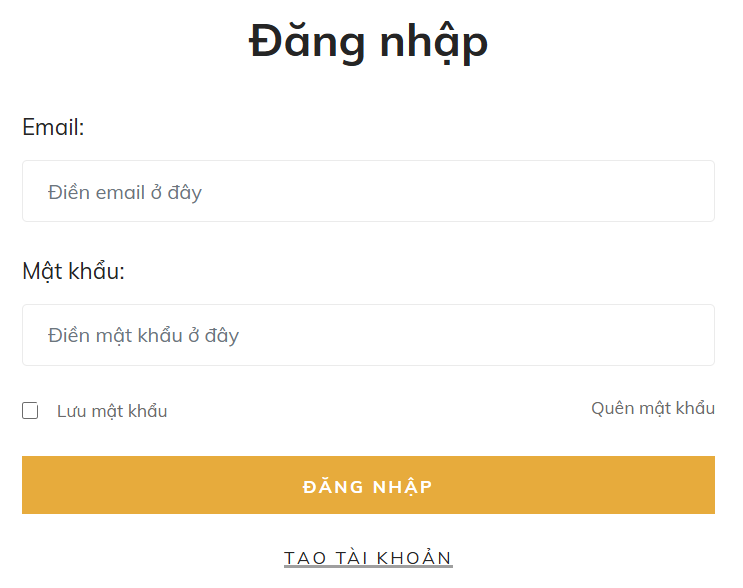 Đăng nhập
Email:
Điền email ở đây
Mật khẩu:
Điền mật khẩu ở đây
Lưu mật khẩu
Quên mật khẩu
ĐĂNG NHẬP
TẠO TÀI KHOẢN